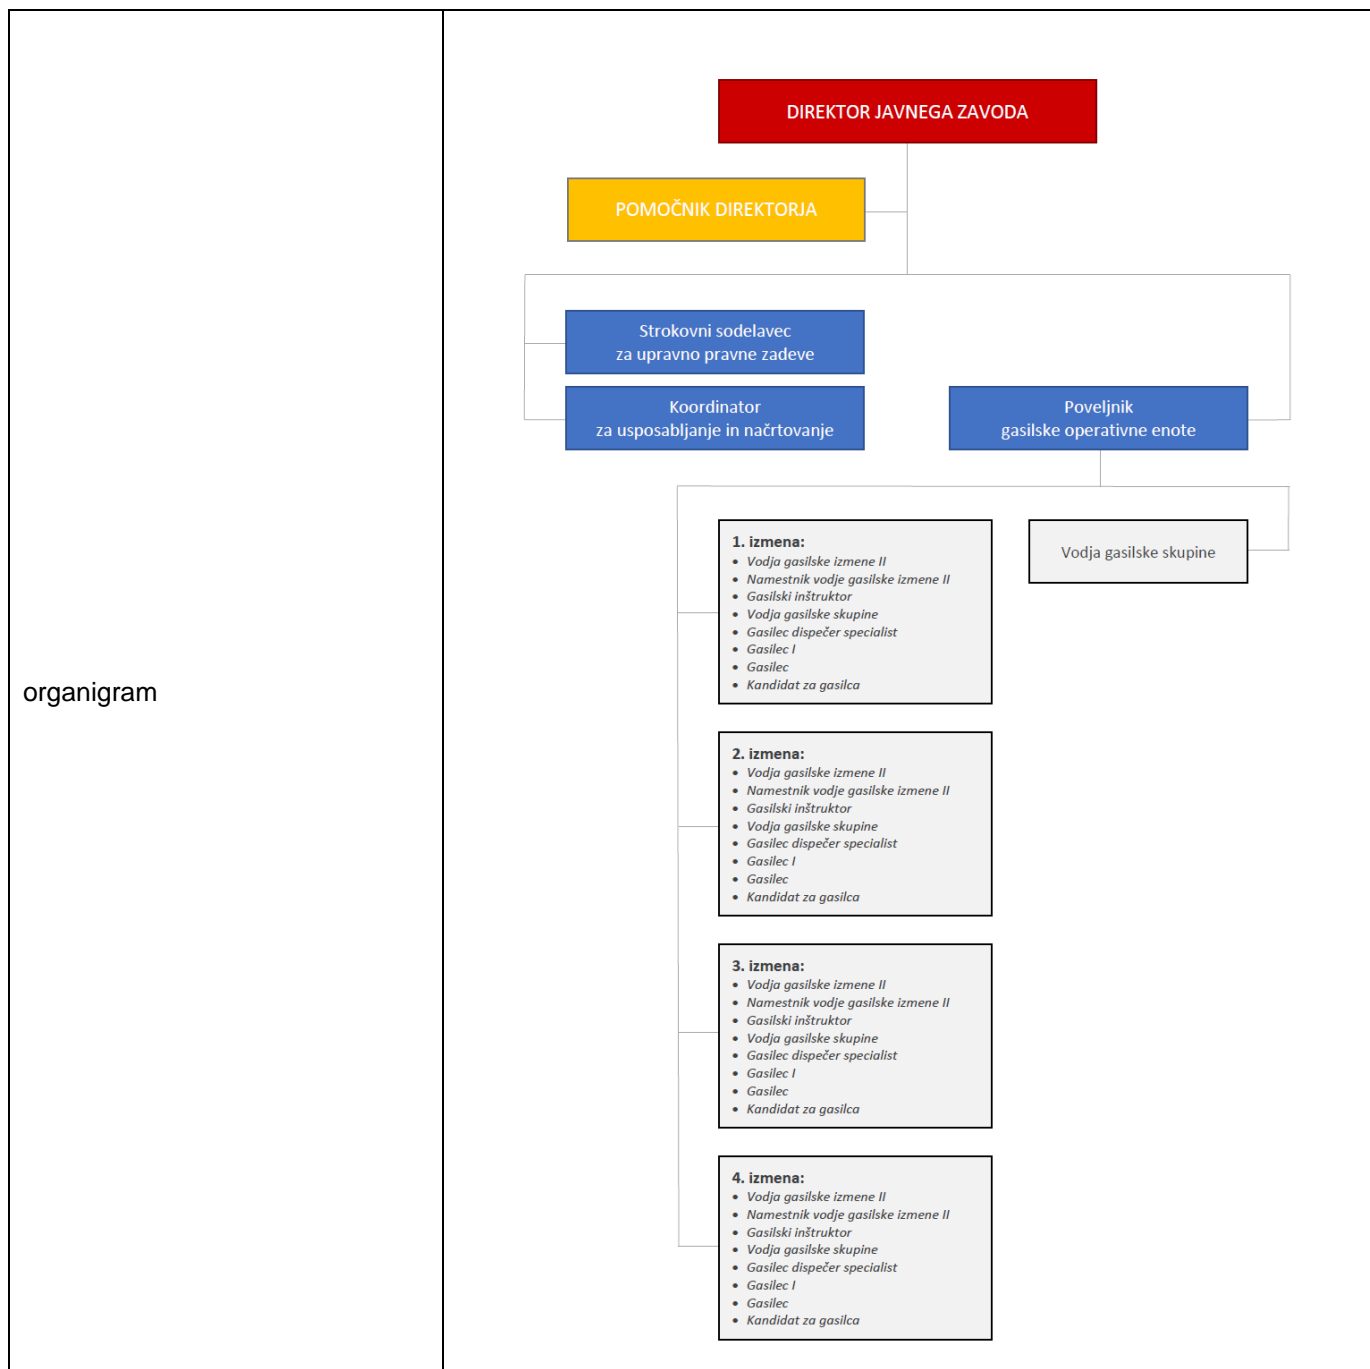 organigram
DIREKTOR JAVNEGA ZAVODA
POMOČNIK DIREKTORJA
Strokovni sodelavec
za upravno pravne zadeve
Koordinator
za usposabljanje in načrtovanje
Poveljnik
gasilske operativne enote
1. izmena:
• Vodja gasilske izmene II
• Namestnik vodje gasilske izmene II
• Gasilski inštruktor
• Vodja gasilske skupine
• Gasilec dispečer specialist
• Gasilec I
• Gasilec
• Kandidat za gasilca
Vodja gasilske skupine
2. izmena:
• Vodja gasilske izmene II
• Namestnik vodje gasilske izmene II
• Gasilski inštruktor
• Vodja gasilske skupine
• Gasilec dispečer specialist
• Gasilec I
• Gasilec
• Kandidat za gasilca
3. izmena:
• Vodja gasilske izmene II
• Namestnik vodje gasilske izmene II
• Gasilski inštruktor
• Vodja gasilske skupine
• Gasilec dispečer specialist
• Gasilec I
• Gasilec
• Kandidat za gasilca
4. izmena:
• Vodja gasilske izmene II
• Namestnik vodje gasilske izmene II
• Gasilski inštruktor
• Vodja gasilske skupine
• Gasilec dispečer specialist
• Gasilec I
• Gasilec
• Kandidat za gasilca